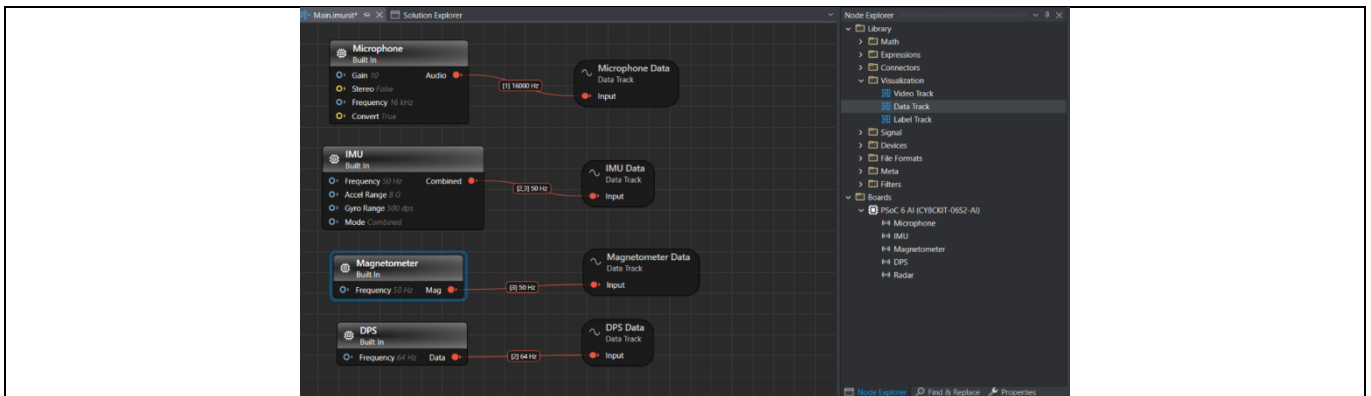 Main.imunit*
Solution Explorer
Microphone
Built In
Gain 10
Audio
Stereo False
Frequency 16 kHz
Convert True
[1] 16000 Hz
Microphone Data
Data Track
Input
IMU
Built In
Frequency 50 Hz
Combined
Accel Range 8 G
Gyro Range 500 dps
Mode Combined
[2,3] 50 Hz
IMU Data
Data Track
Input
Magnetometer
Built In
Frequency 50 Hz
Mag
[3] 50 Hz
Magnetometer Data
Data Track
Input
DPS
Built In
Frequency 64 Hz
Data
[2] 64 Hz
DPS Data
Data Track
Input
Node Explorer
Library
Math
Expressions
Connectors
Visualization
Video Track
Data Track
Label Track
Signal
Devices
File Formats
Meta
Filters
Boards
PSoC 6 AI (CY8CKIT-06S2-AI)
Microphone
IMU
Magnetometer
DPS
Radar
Node Explorer
Find & Replace
Properties